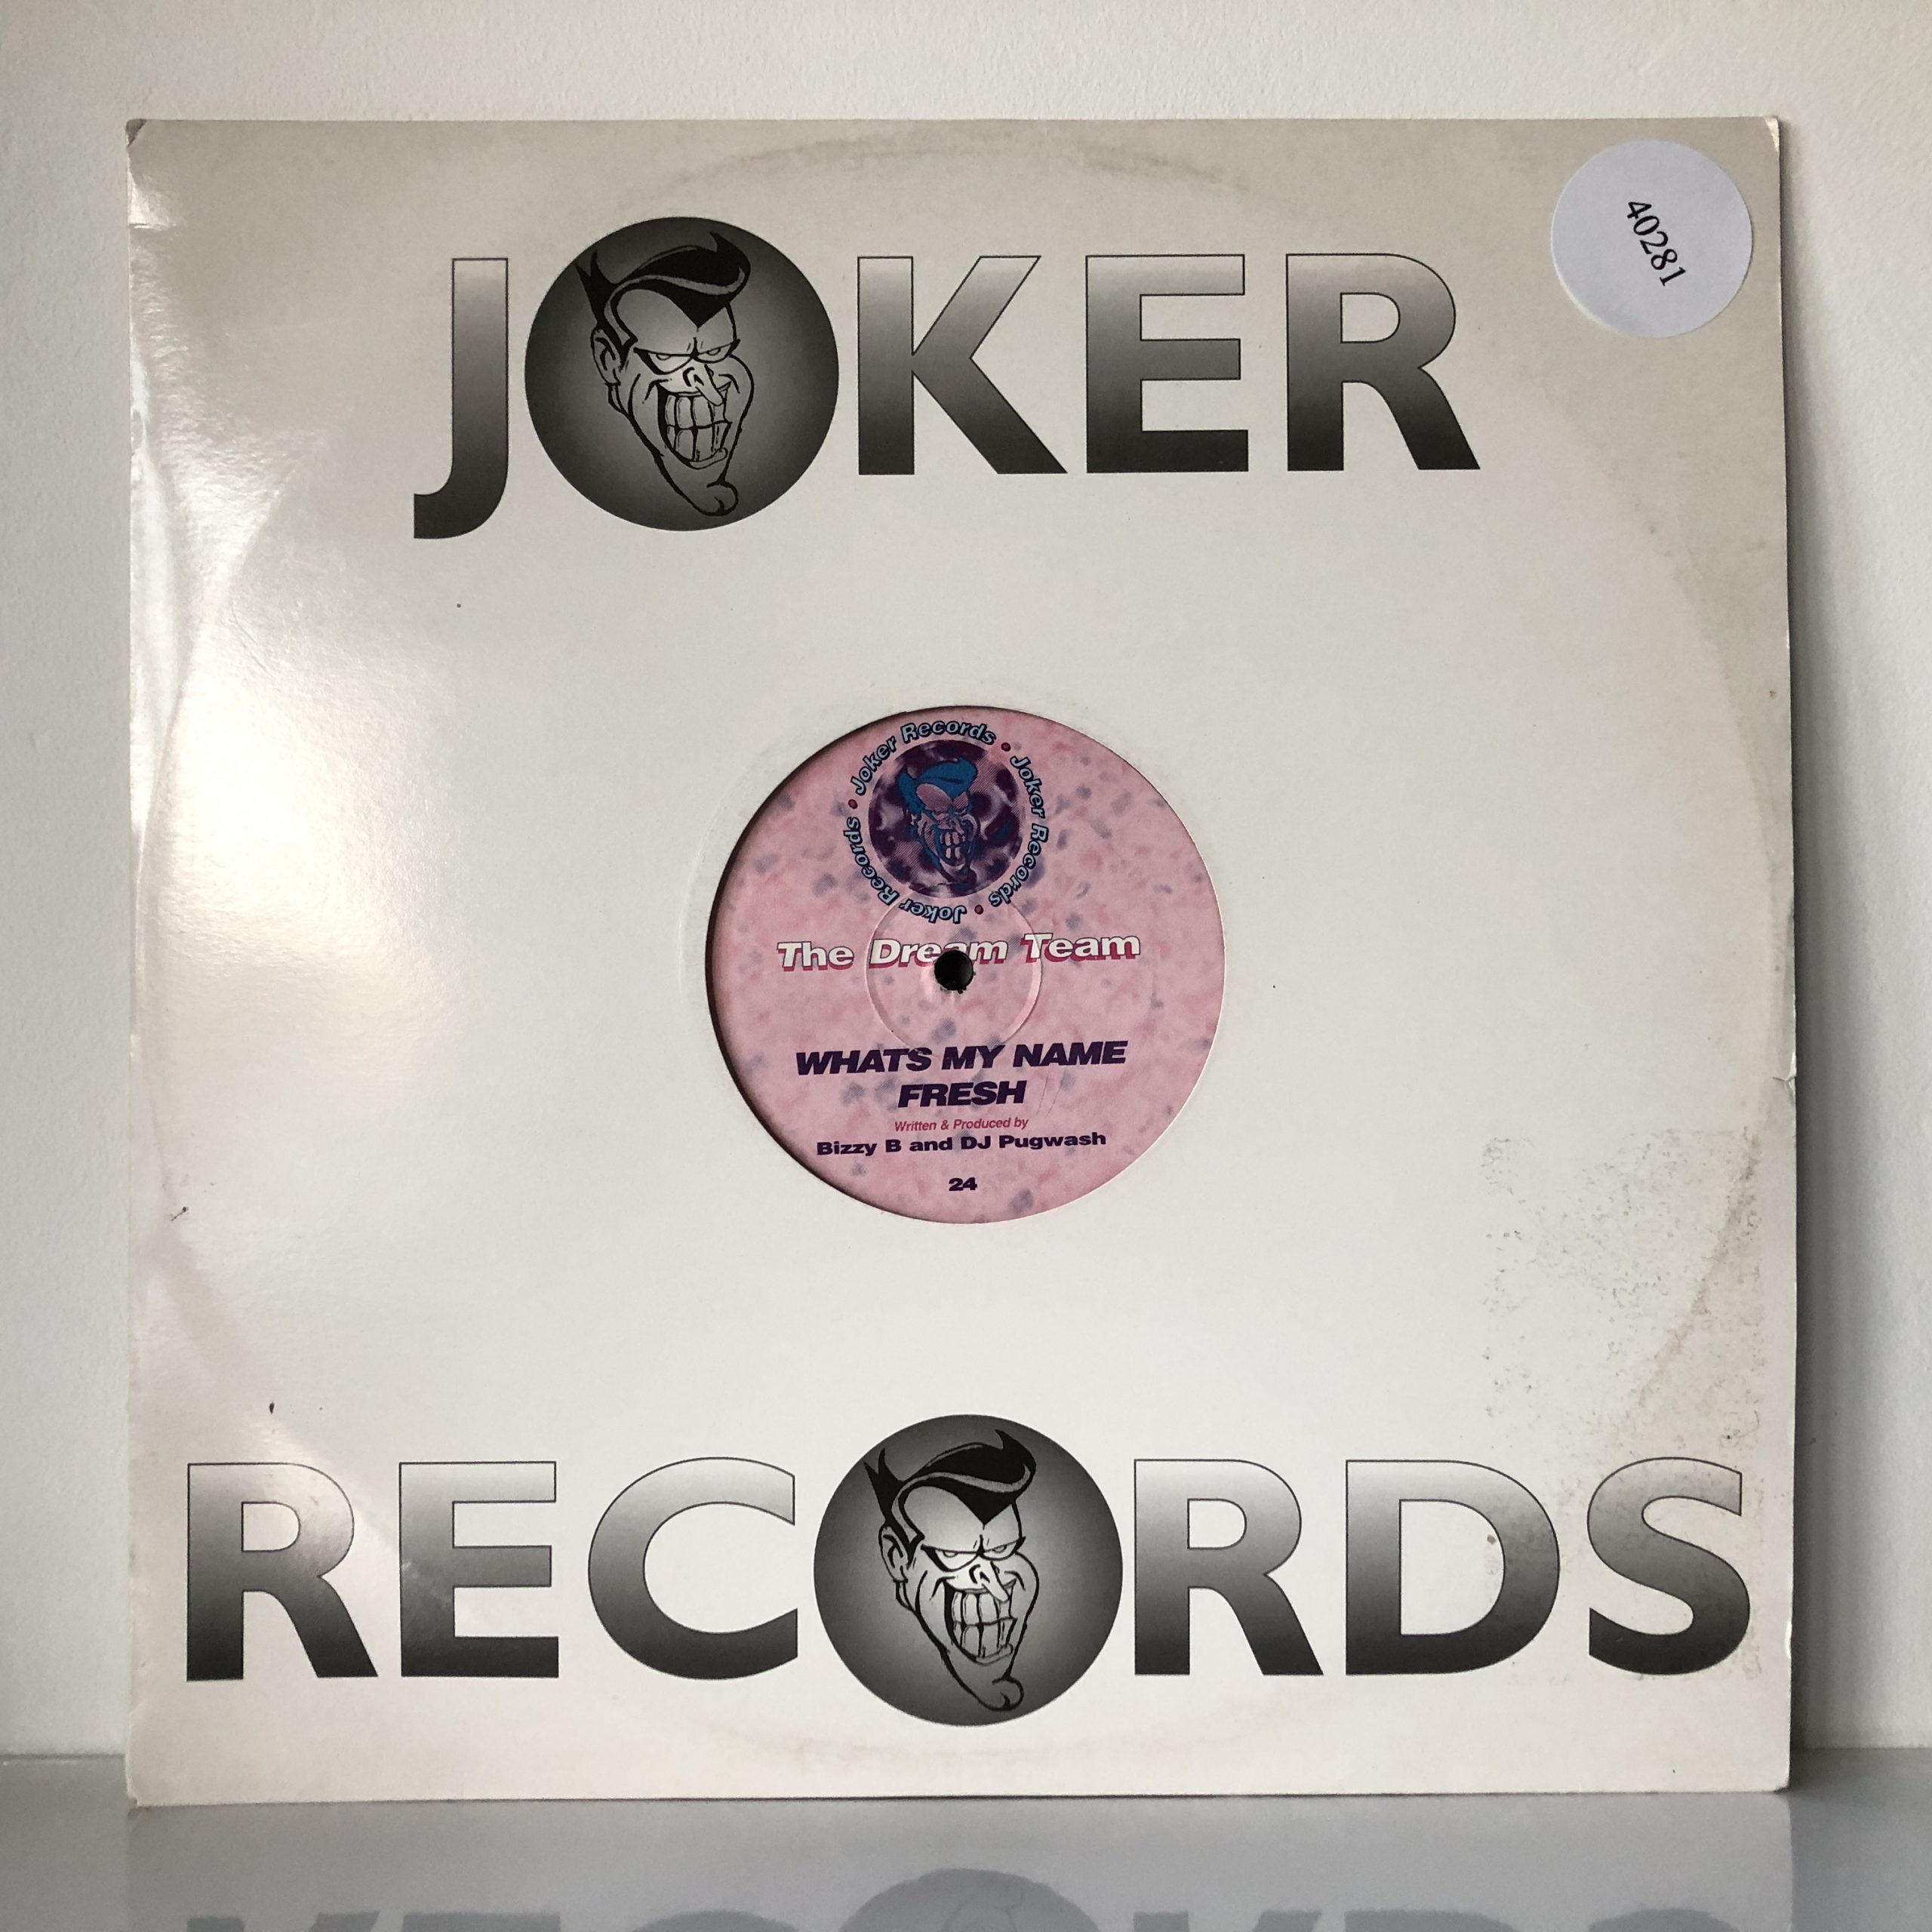 JOKER
40281
Joker Records • Joker Records • Joker Records •
The Dream Team
WHATS MY NAME
FRESH
Written & Produced by
Bizzy B and DJ Pugwash
24
RECORDS